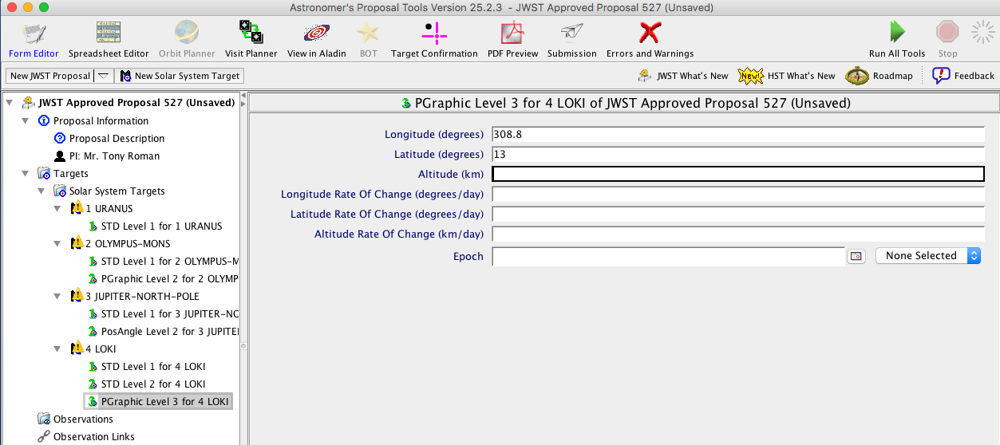 Astronomer's Proposal Tools Version 25.2.3 - JWST Approved Proposal 527 (Unsaved)
Form Editor Spreadsheet Editor Orbit Planner Visit Planner View in Aladin BOT Target Confirmation PDF Preview Submission Errors and Warnings Run All Tools Stop
New JWST Proposal New Solar System Target JWST What's New New! HST What's New Roadmap Feedback
JWST Approved Proposal 527 (Unsaved)
Proposal Information
Proposal Description
PI: Mr. Tony Roman
Targets
Solar System Targets
1 URANUS
STD Level 1 for 1 URANUS
2 OLYMPUS-MONS
STD Level 1 for 2 OLYMPUS-M
PGraphic Level 2 for 2 OLYMP
3 JUPITER-NORTH-POLE
STD Level 1 for 3 JUPITER-NO
PosAngle Level 2 for 3 JUPITE
4 LOKI
STD Level 1 for 4 LOKI
STD Level 2 for 4 LOKI
PGraphic Level 3 for 4 LOKI
Observations
Observation Links
PGraphic Level 3 for 4 LOKI of JWST Approved Proposal 527 (Unsaved)
Longitude (degrees) 308.8
Latitude (degrees) 13
Altitude (km)
Longitude Rate Of Change (degrees/day)
Latitude Rate Of Change (degrees/day)
Altitude Rate Of Change (km/day)
Epoch None Selected